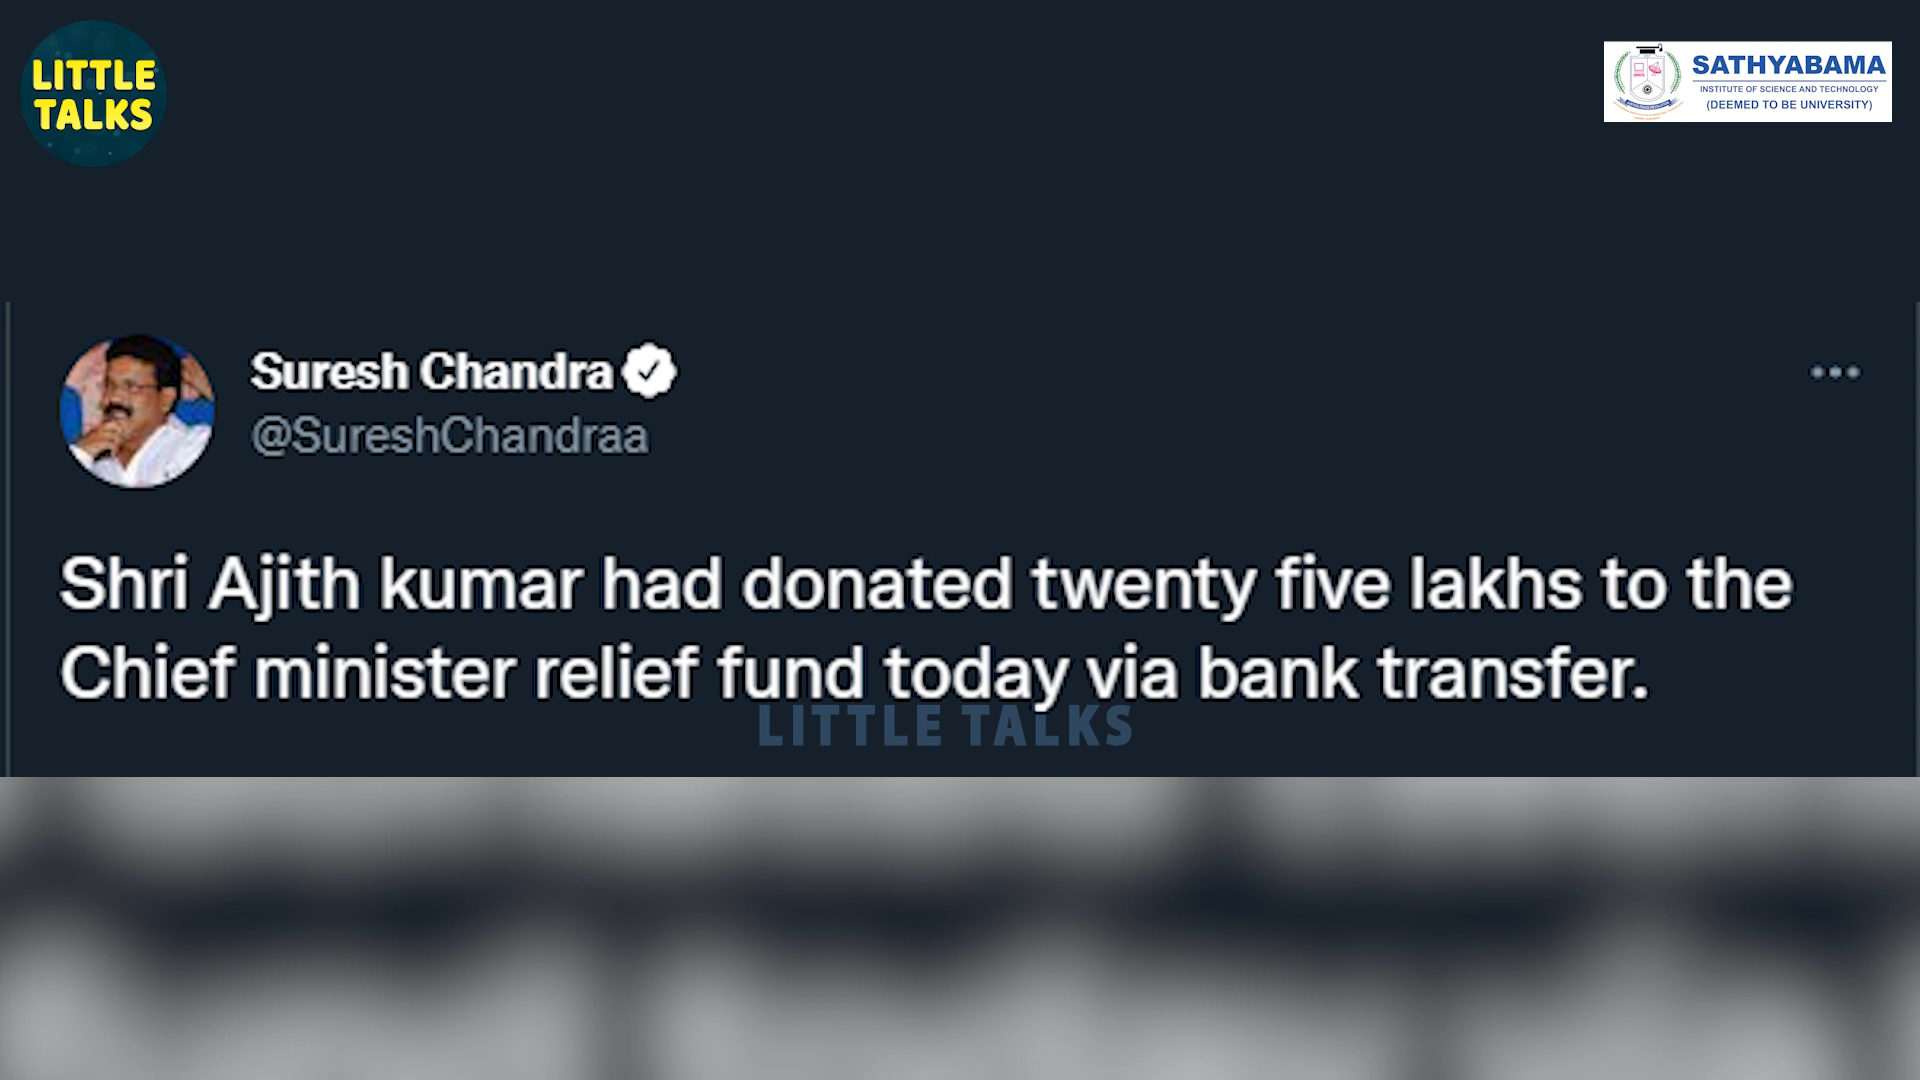 LITTLE
TALKS
SATHYABAMA
INSTITUTE OF SCIENCE AND TECHNOLOGY
(DEEMED TO BE UNIVERSITY)
Suresh Chandra
@SureshChandraa
Shri Ajith kumar had donated twenty five lakhs to the
Chief minister relief fund today via bank transfer.
LITTLE TALKS